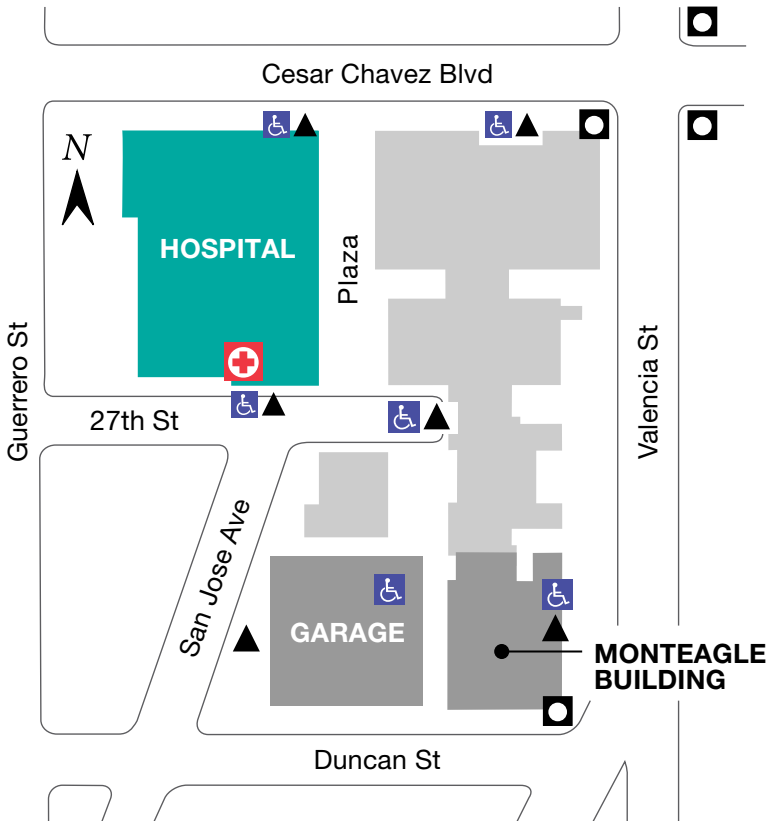 Cesar Chavez Blvd
N
HOSPITAL
Plaza
Guerrero St
Valencia St
27th St
San Jose Ave
GARAGE
MONTEAGLE
BUILDING
Duncan St